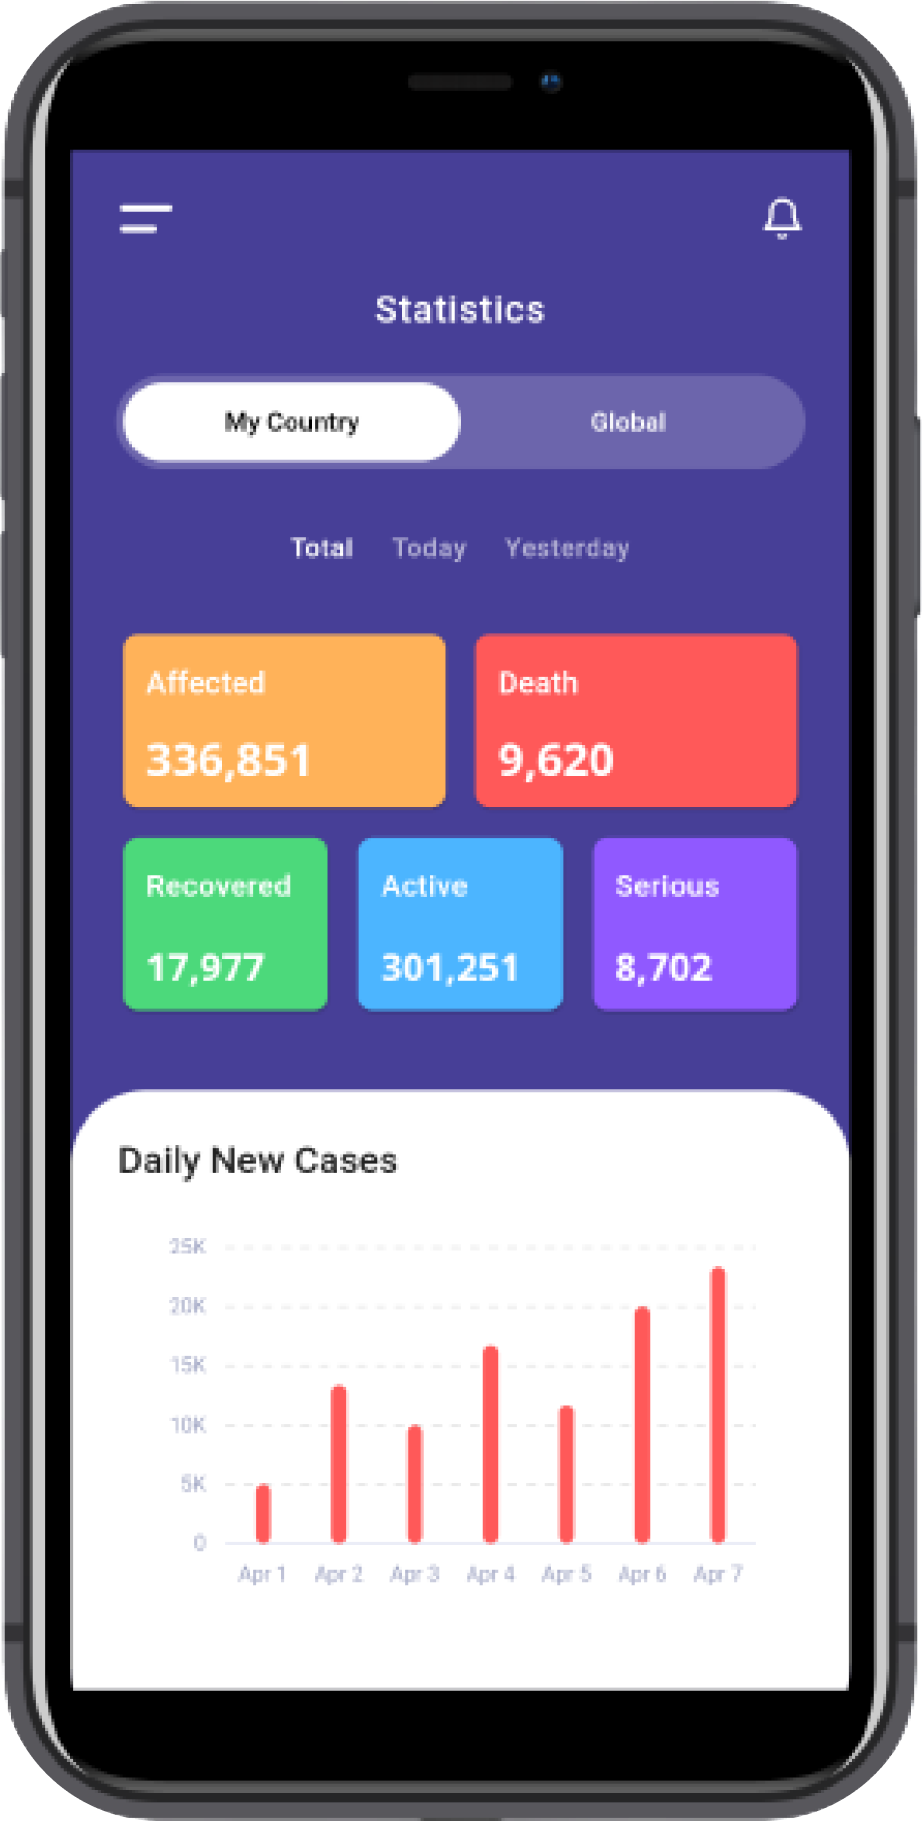 Statistics
My Country Global
Total Today Yesterday
Affected Death
336,851 9,620
Recovered Active Serious
17,977 301,251 8,702
Daily New Cases
25K
20K
15K
10K
5K
0
Apr 1 Apr 2 Apr 3 Apr 4 Apr 5 Apr 6 Apr 7